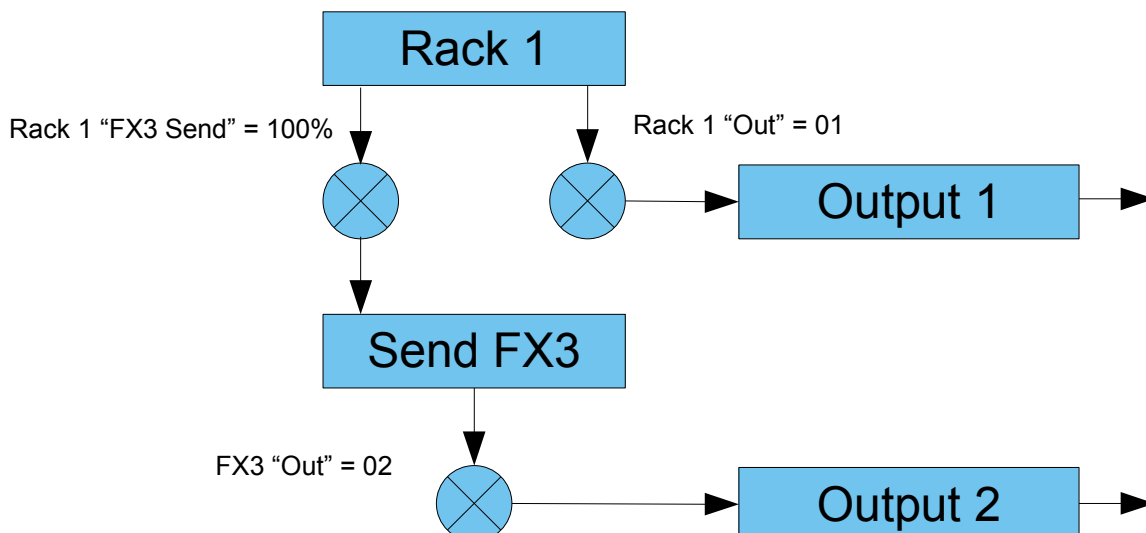 Rack 1
Rack 1 “FX3 Send” = 100%
Rack 1 “Out” = 01
Output 1
Send FX3
FX3 “Out” = 02
Output 2